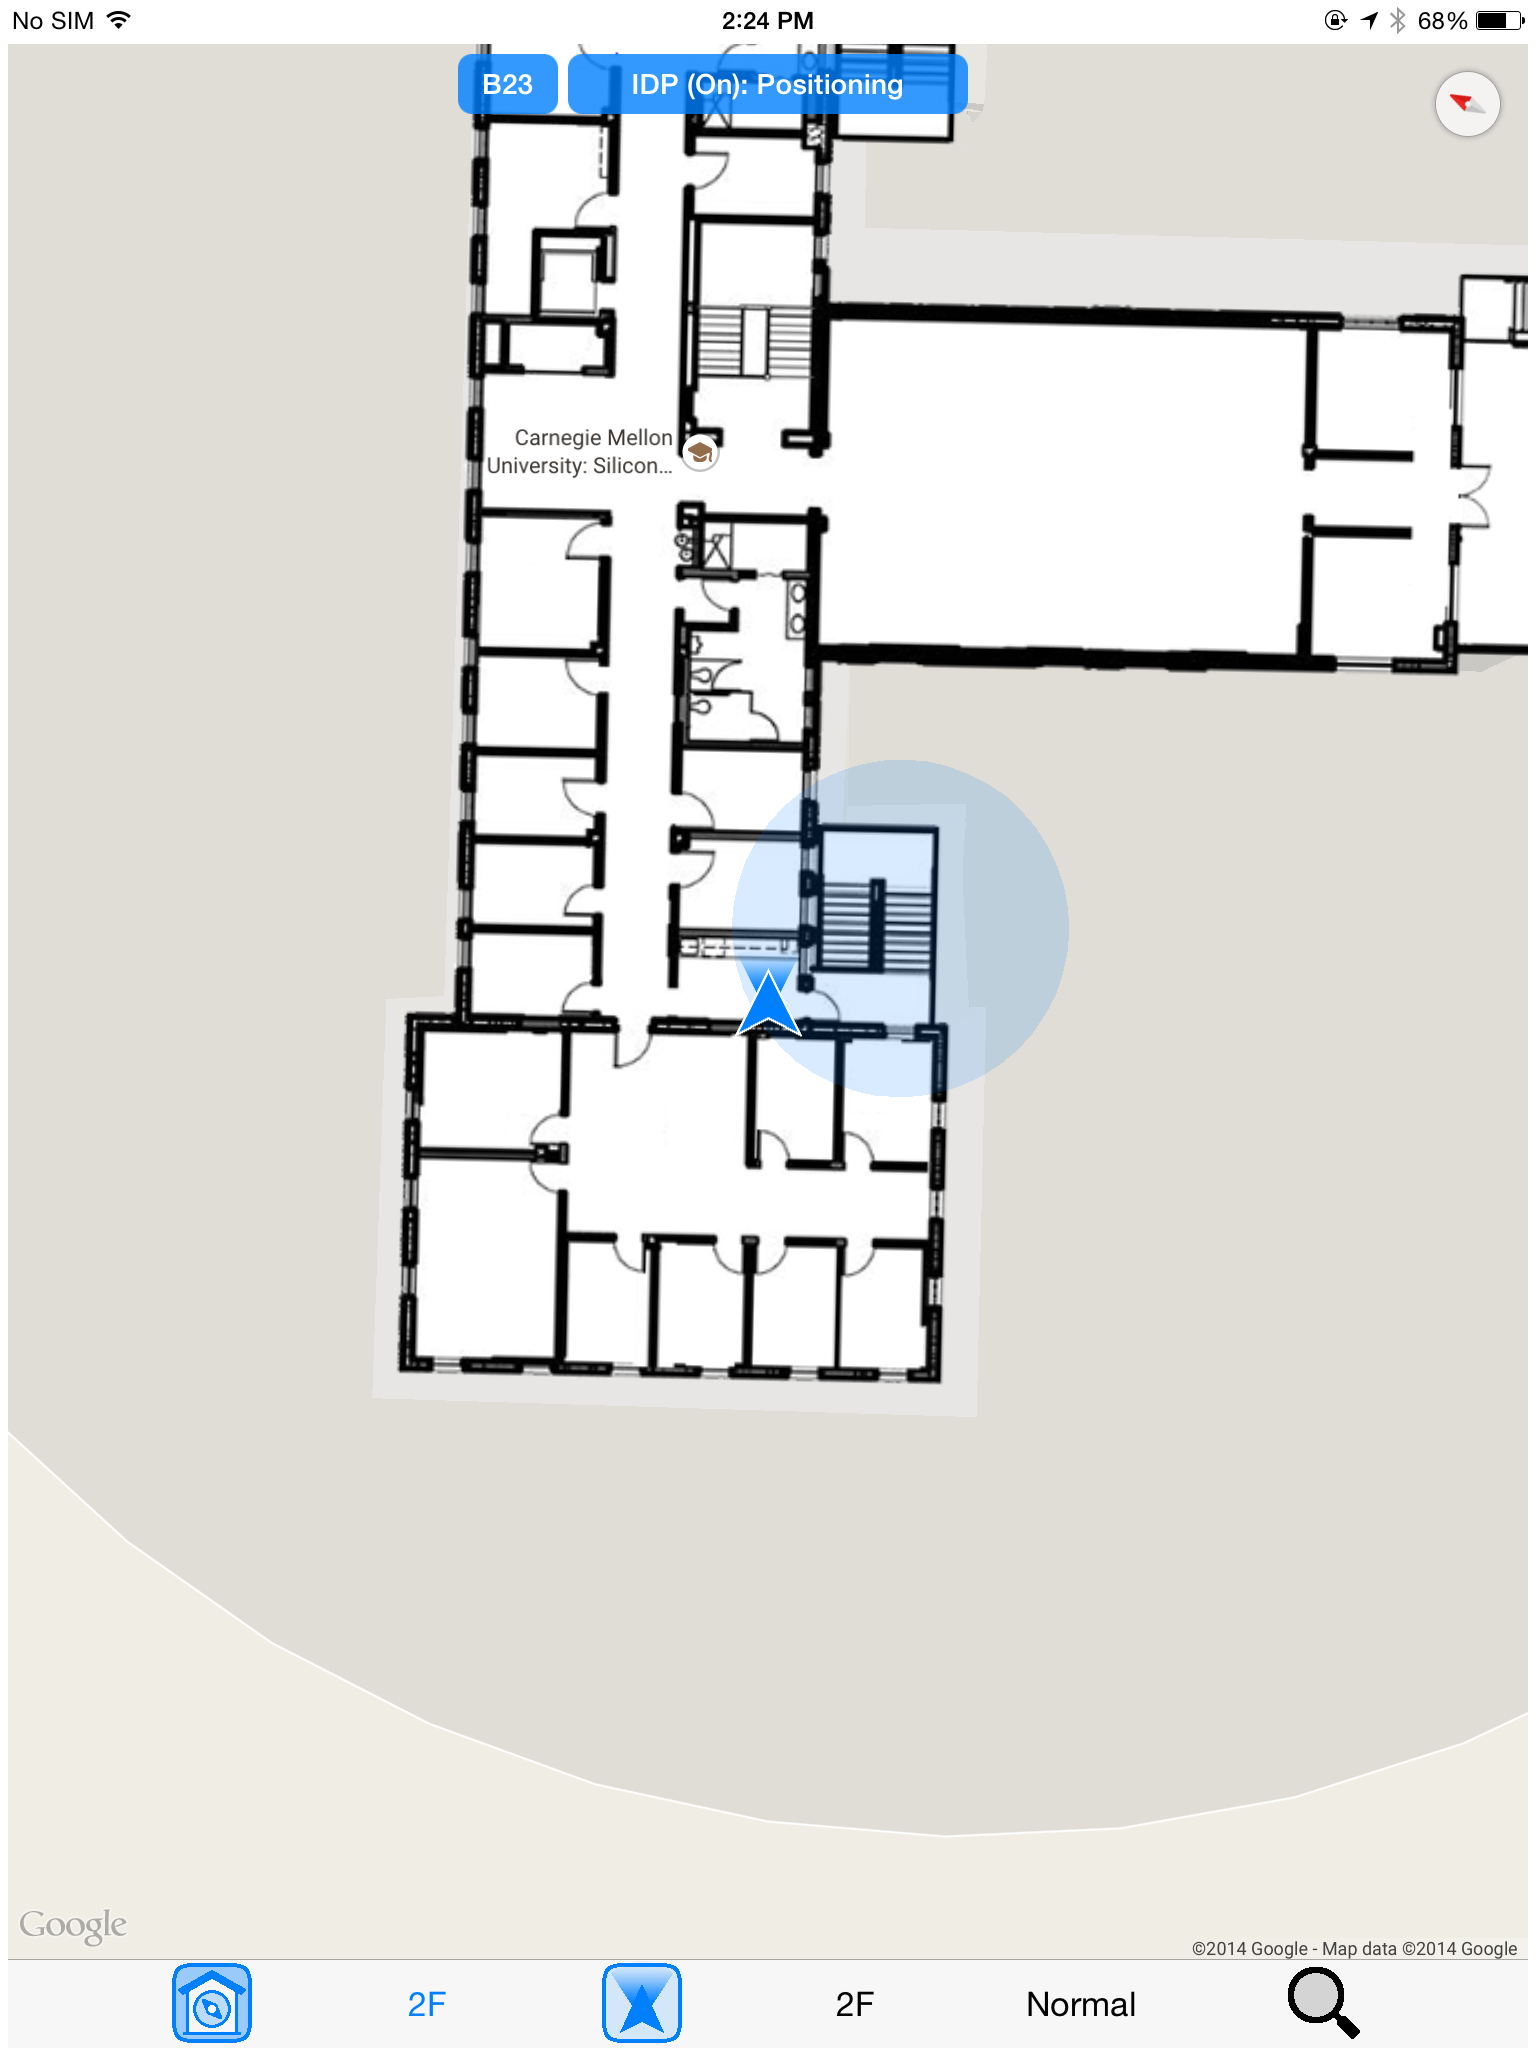 No SIM 2:24 PM 68%
B23 IDP (On): Positioning
Carnegie Mellon
University: Silicon...
Google
©2014 Google - Map data ©2014 Google
2F 2F Normal